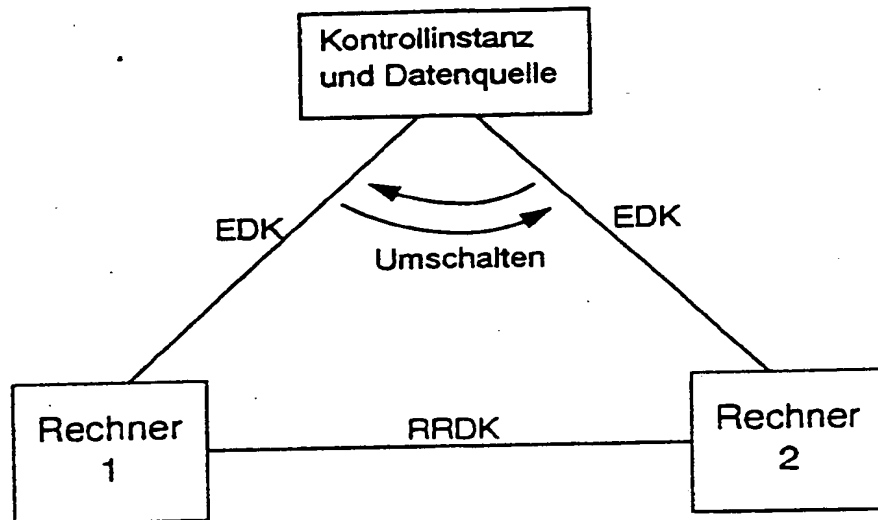 Kontrollinstanz
und Datenquelle
EDK
EDK
Umschalten
Rechner
1
RRDK
Rechner
2